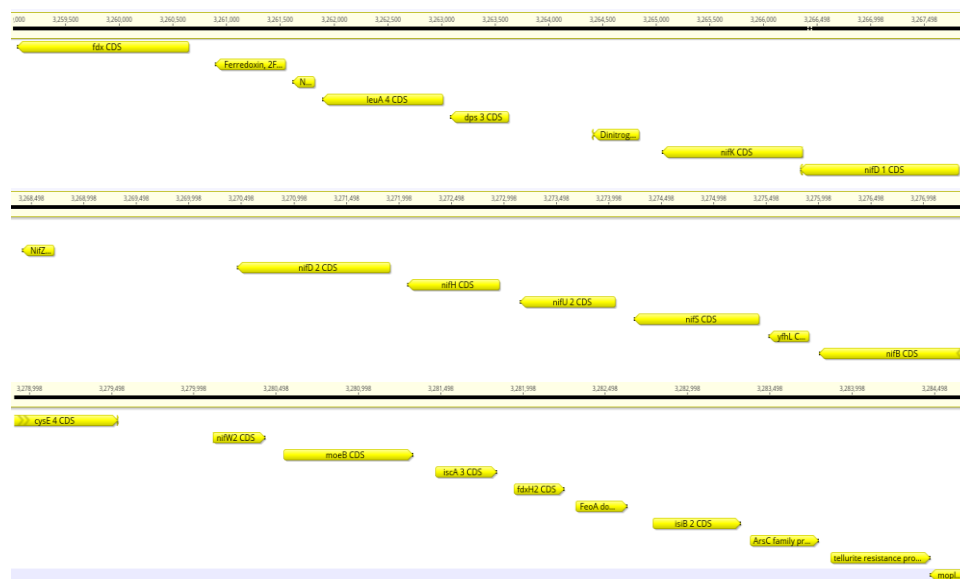 ,000 3,259,500 3,260,000 3,260,500 3,261,000 3,261,500 3,262,000 3,262,500 3,263,000 3,263,500 3,264,000 3,264,500 3,265,000 3,265,500 3,266,000 3,266,498 3,266,998 3,267,498
fdx CDS
Ferredoxin, 2F...
N...
leuA 4 CDS
dps 3 CDS
Dinitrog...
nifK CDS
nifD 1 CDS
3,268,498 3,268,998 3,269,498 3,269,998 3,270,498 3,270,998 3,271,498 3,271,998 3,272,498 3,272,998 3,273,498 3,273,998 3,274,498 3,274,998 3,275,498 3,275,998 3,276,498 3,276,998
NifZ...
nifD 2 CDS
nifH CDS
nifU 2 CDS
nifS CDS
yfhL C...
nifB CDS
3,278,998 3,279,498 3,279,998 3,280,498 3,280,998 3,281,498 3,281,998 3,282,498 3,282,998 3,283,498 3,283,998 3,284,498
cysE 4 CDS
nifW2 CDS
moeB CDS
iscA 3 CDS
fdxH2 CDS
FeoA do...
isiB 2 CDS
ArsC family pr...
tellurite resistance pro...
mopI